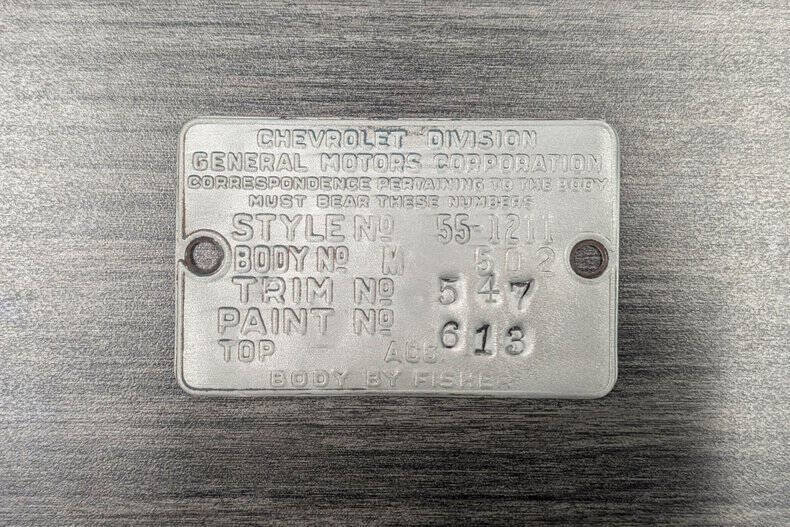 CHEVROLET DIVISION
GENERAL MOTORS CORPORATION
CORRESPONDENCE PERTAINING TO THE BODY
MUST BEAR THESE NUMBERS
STYLE Nº 55-1211
BODY Nº M 502
TRIM Nº 547
PAINT Nº 613
TOP ACC
BODY BY FISHER